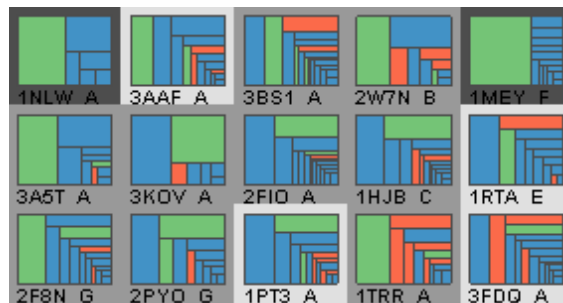 1NLW A 3AAF A 3BS1 A 2W7N B 1MEY F
3A5T A 3KOV A 2FIO A 1HJB C 1RTA E
2F8N G 2PYO G 1PT3 A 1TRR A 3FDQ A